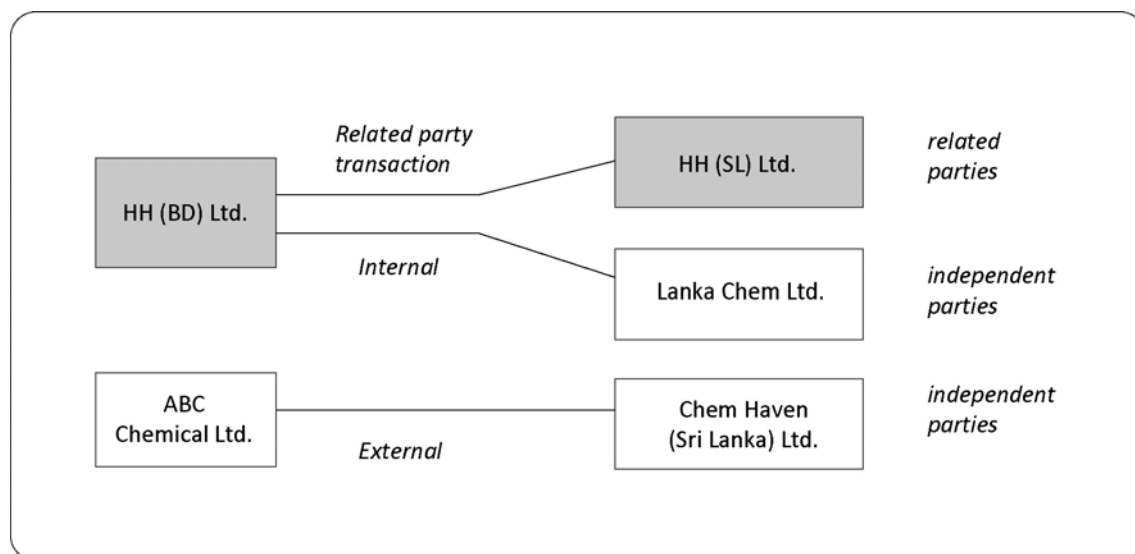 Related party
transaction
HH (SL) Ltd.
related
parties
HH (BD) Ltd.
Internal
Lanka Chem Ltd.
independent
parties
ABC
Chemical Ltd.
External
Chem Haven
(Sri Lanka) Ltd.
independent
parties